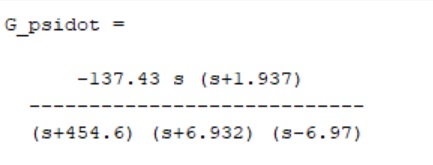 G_psidot =
-137.43 s (s+1.937)
----------------------------
(s+454.6) (s+6.932) (s-6.97)